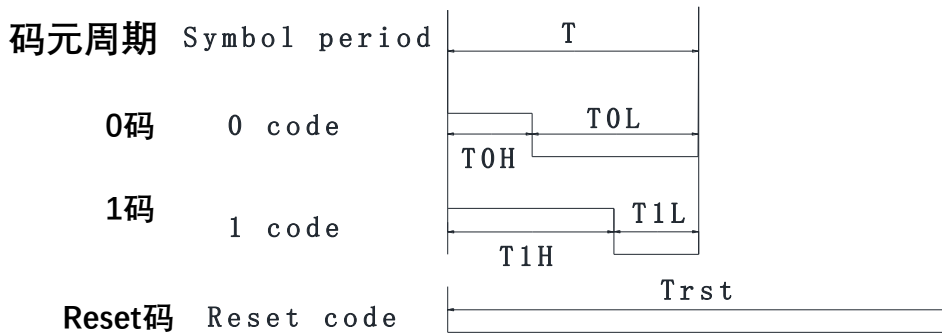 码元周期 Symbol period T
0码 0 code T0H T0L
1码 1 code T1H T1L
Reset码 Reset code Trst